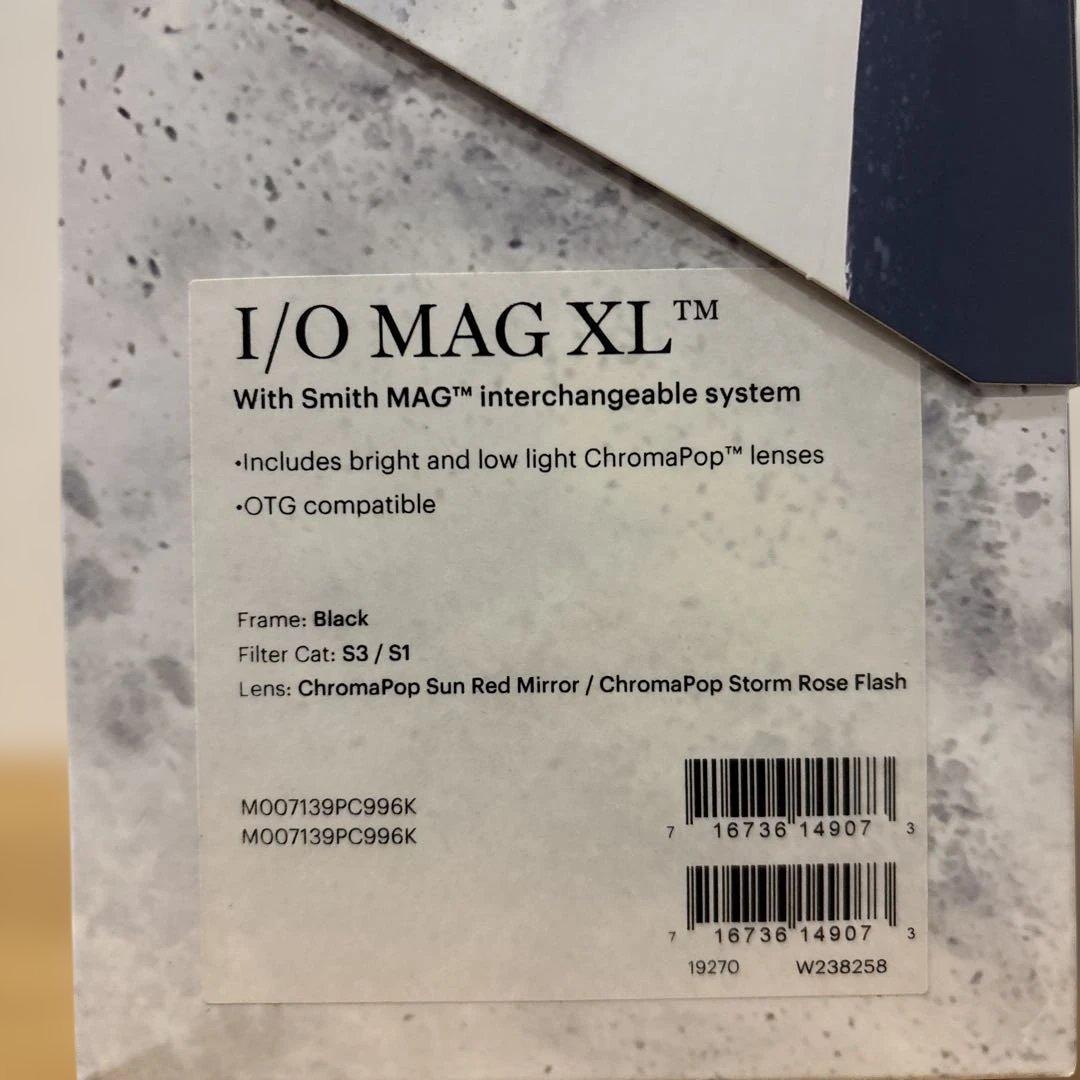 I/O MAG XL™
With Smith MAG™ interchangeable system
•Includes bright and low light ChromaPop™ lenses
•OTG compatible
Frame: Black
Filter Cat: S3 / S1
Lens: ChromaPop Sun Red Mirror / ChromaPop Storm Rose Flash
M007139PC996K
M007139PC996K
7 16736 14907 3
7 16736 14907 3
19270 W238258